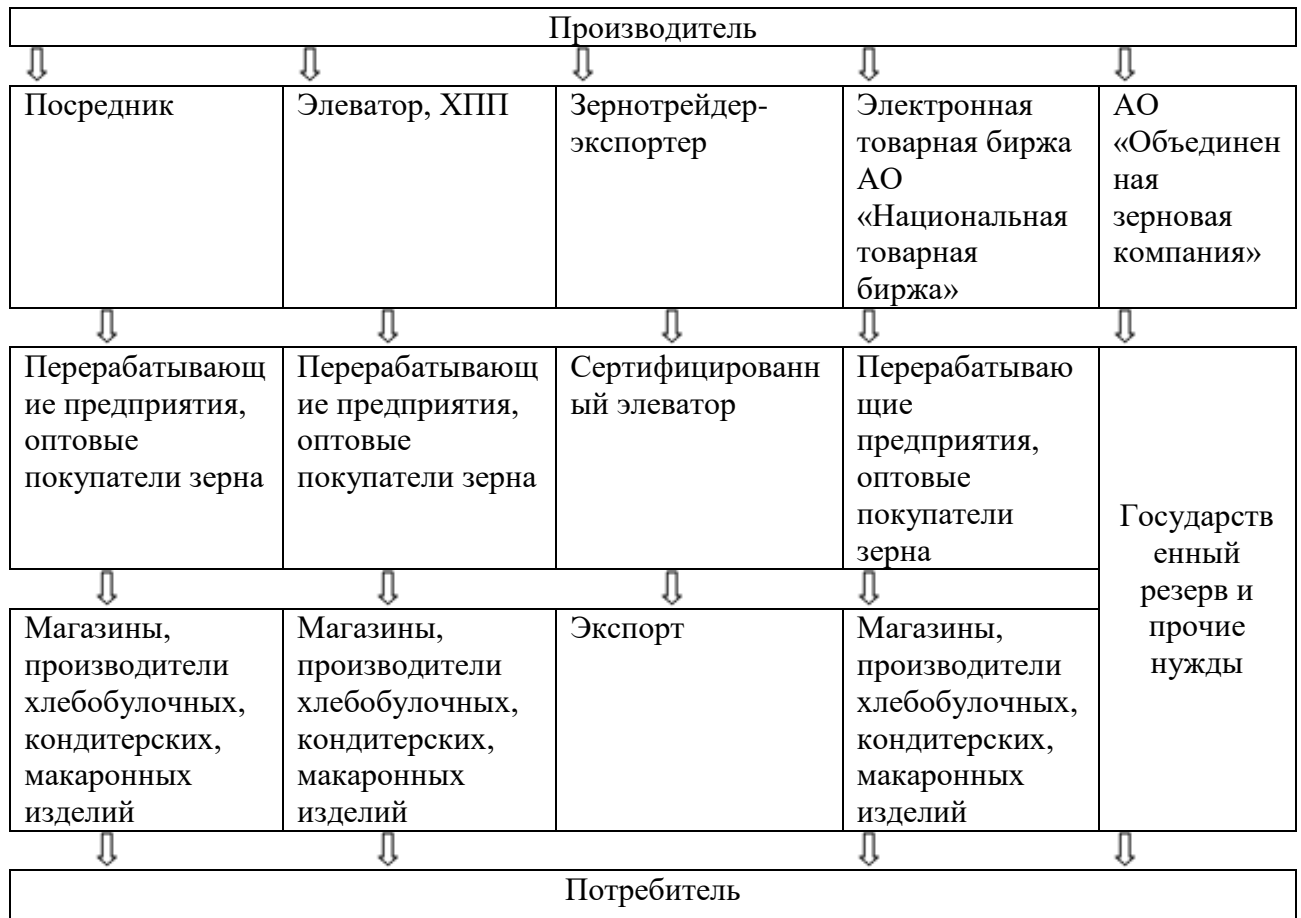 Производитель
Посредник
Элеватор, ХПП
Зернотрейдер-
экспортер
Электронная
товарная биржа
АО
«Национальная
товарная
биржа»
АО
«Объединен
ная
зерновая
компания»
Перерабатывающ
ие предприятия,
оптовые
покупатели зерна
Перерабатывающ
ие предприятия,
оптовые
покупатели зерна
Сертифицированн
ый элеватор
Перерабатываю
щие
предприятия,
оптовые
покупатели
зерна
Государств
енный
резерв и
прочие
нужды
Магазины,
производители
хлебобулочных,
кондитерских,
макаронных
изделий
Магазины,
производители
хлебобулочных,
кондитерских,
макаронных
изделий
Экспорт
Магазины,
производители
хлебобулочных,
кондитерских,
макаронных
изделий
Потребитель